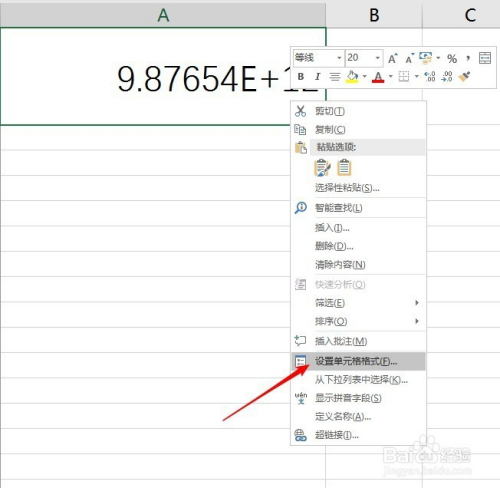 A B C
等线 20 A A %
9.87654E+12
B I A .00
剪切(T)
复制(C)
粘贴选项:
选择性粘贴(S)...
智能查找(L)
插入(I)...
删除(D)...
清除内容(N)
快速分析(Q)
筛选(E)
排序(O)
插入批注(M)
设置单元格格式(F)...
从下拉列表中选择(K)...
wén
文
显示拼音字段(S)
定义名称(A)...
超链接(I)...
Baidu 经验
jingyan.baidu.com